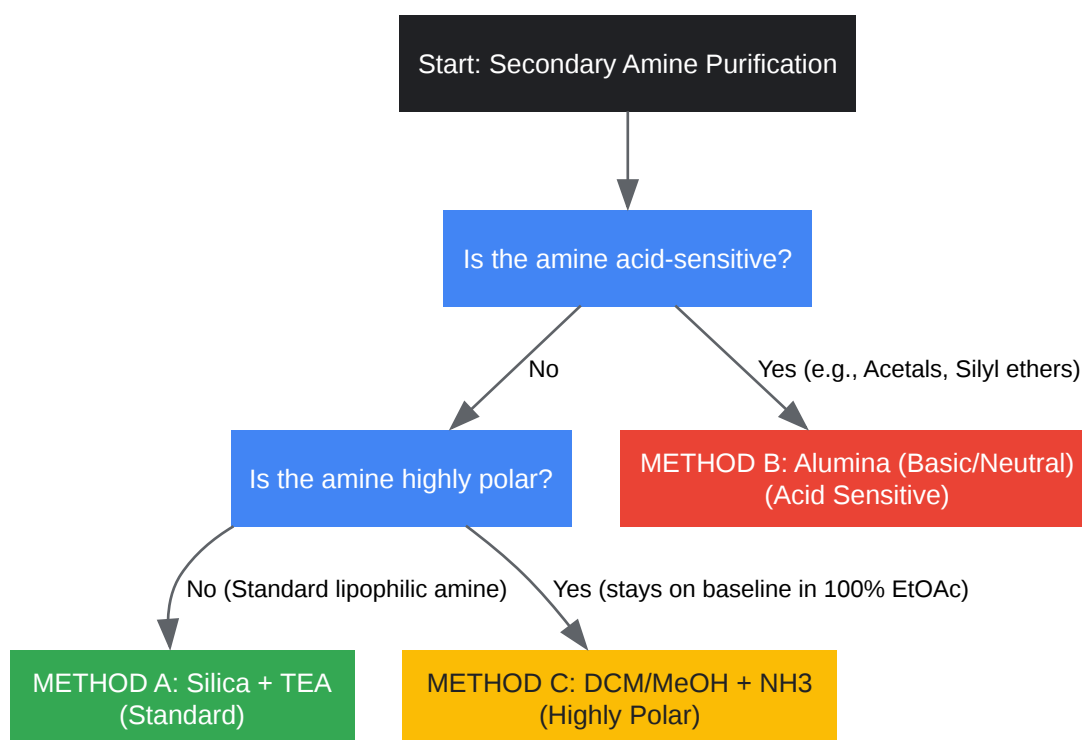 Start: Secondary Amine Purification
Is the amine acid-sensitive?
No
Yes (e.g., Acetals, Silyl ethers)
Is the amine highly polar?
METHOD B: Alumina (Basic/Neutral)
(Acid Sensitive)
No (Standard lipophilic amine)
Yes (stays on baseline in 100% EtOAc)
METHOD A: Silica + TEA
(Standard)
METHOD C: DCM/MeOH + NH3
(Highly Polar)